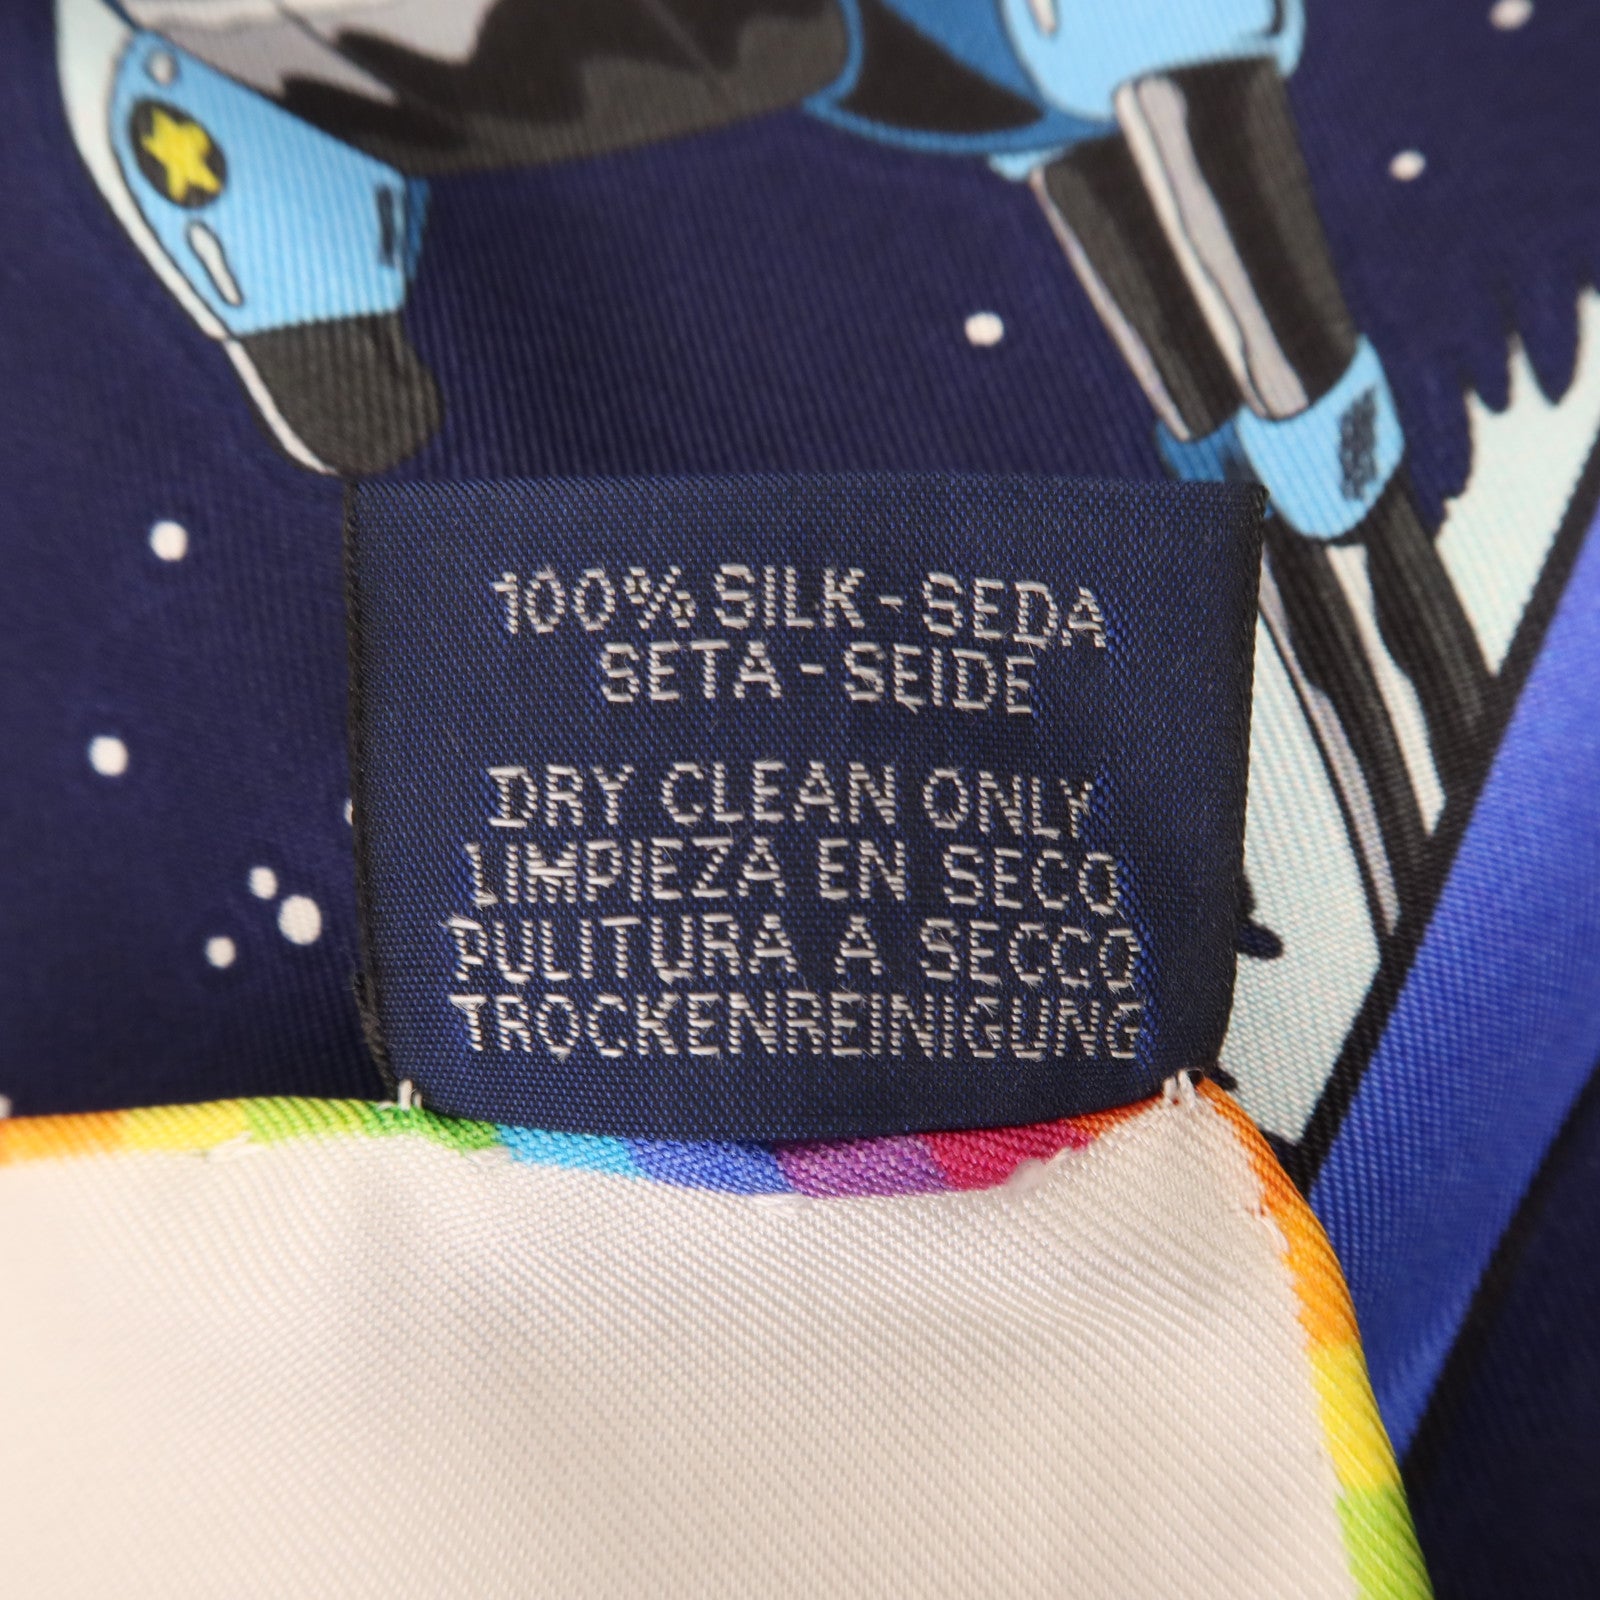 100% SILK - SEDA
SETA - SEIDE
DRY CLEAN ONLY
LIMPIEZA EN SECO
PULITURA A SECCO
TROCKENREINIGUNG